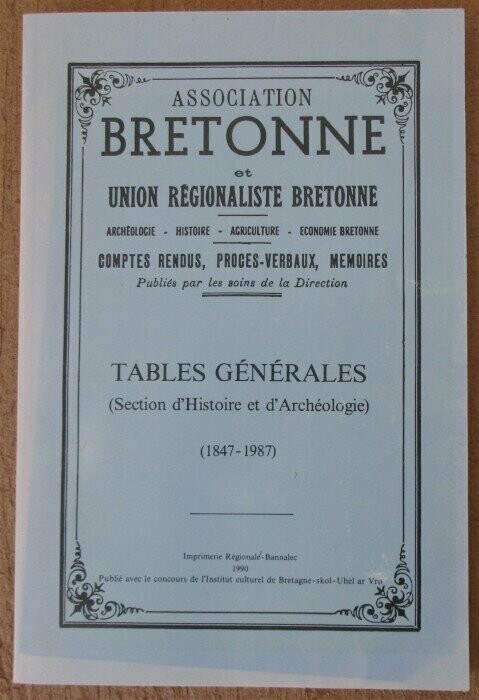 ASSOCIATION
BRETONNE
et
UNION RÉGIONALISTE BRETONNE
ARCHÉOLOGIE - HISTOIRE - AGRICULTURE - ECONOMIE BRETONNE
COMPTES RENDUS, PROCES-VERBAUX, MEMOIRES
Publiés par les soins de la Direction
TABLES GÉNÉRALES
(Section d'Histoire et d'Archéologie)
(1847-1987)
Imprimerie Régionale-Bannalec
1990
Publié avec le concours de l'Institut culturel de Bretagne-skol-Uhel ar Vro